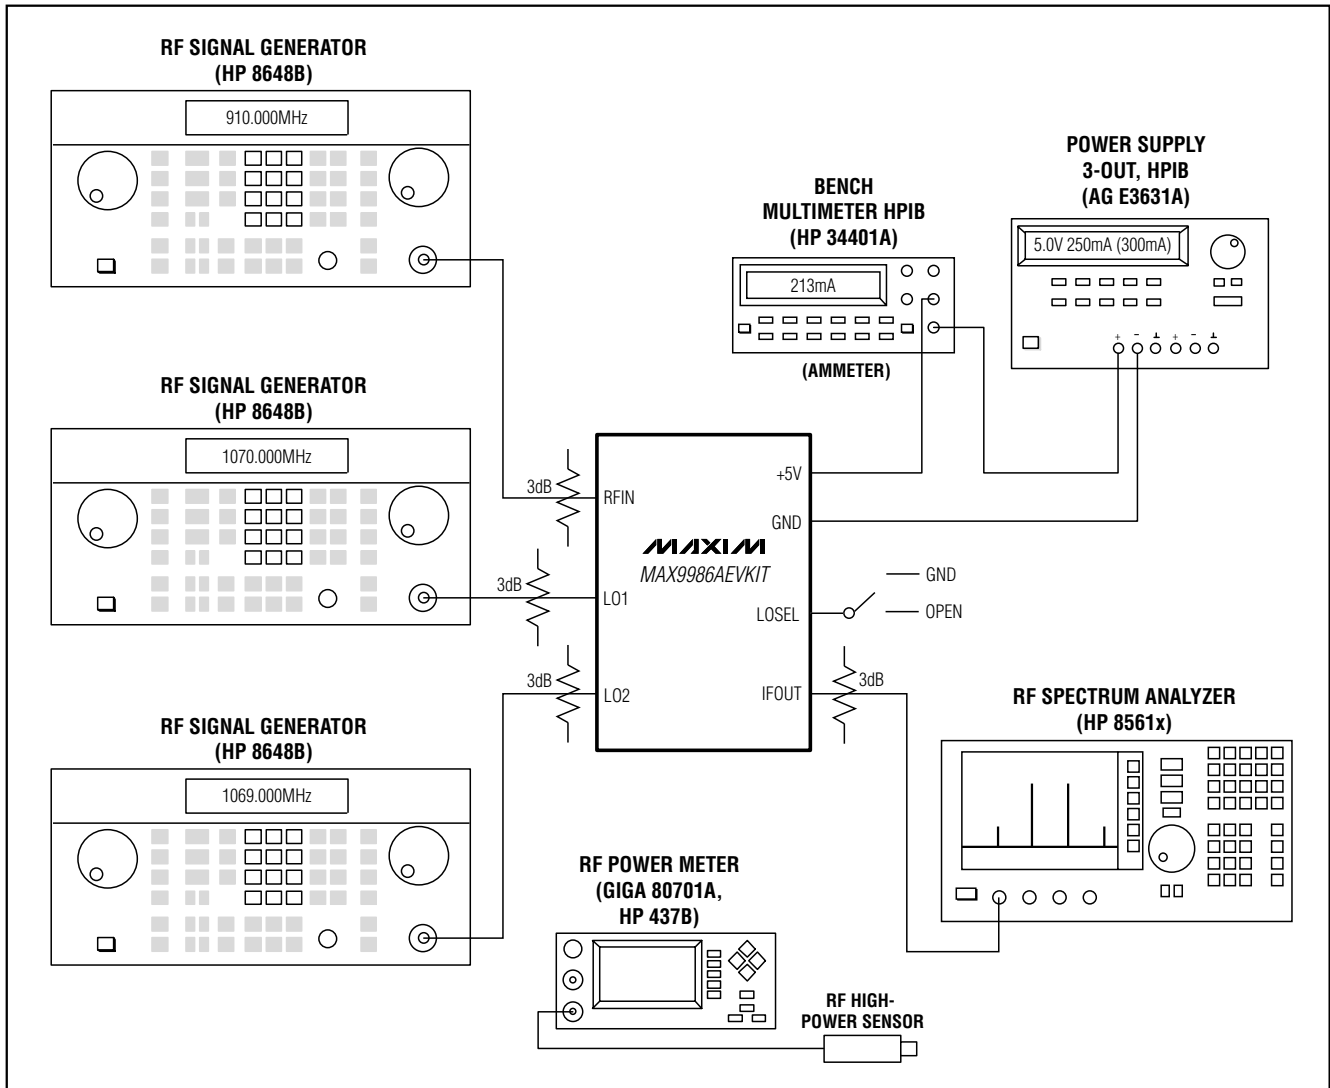 RF SIGNAL GENERATOR
(HP 8648B)
910.000MHz
POWER SUPPLY
3-OUT, HPIB
(AG E3631A)
5.0V 250mA (300mA)
+ - ⊥ + - ⊥
BENCH
MULTIMETER HPIB
(HP 34401A)
213mA
(AMMETER)
RF SIGNAL GENERATOR
(HP 8648B)
1070.000MHz
3dB
RFIN
+5V
GND
MAXIM
MAX9986AEVKIT
3dB
LO1
LOSEL
GND
OPEN
3dB
LO2
IFOUT
3dB
RF SIGNAL GENERATOR
(HP 8648B)
1069.000MHz
RF SPECTRUM ANALYZER
(HP 8561x)
RF POWER METER
(GIGA 80701A,
HP 437B)
RF HIGH-
POWER SENSOR